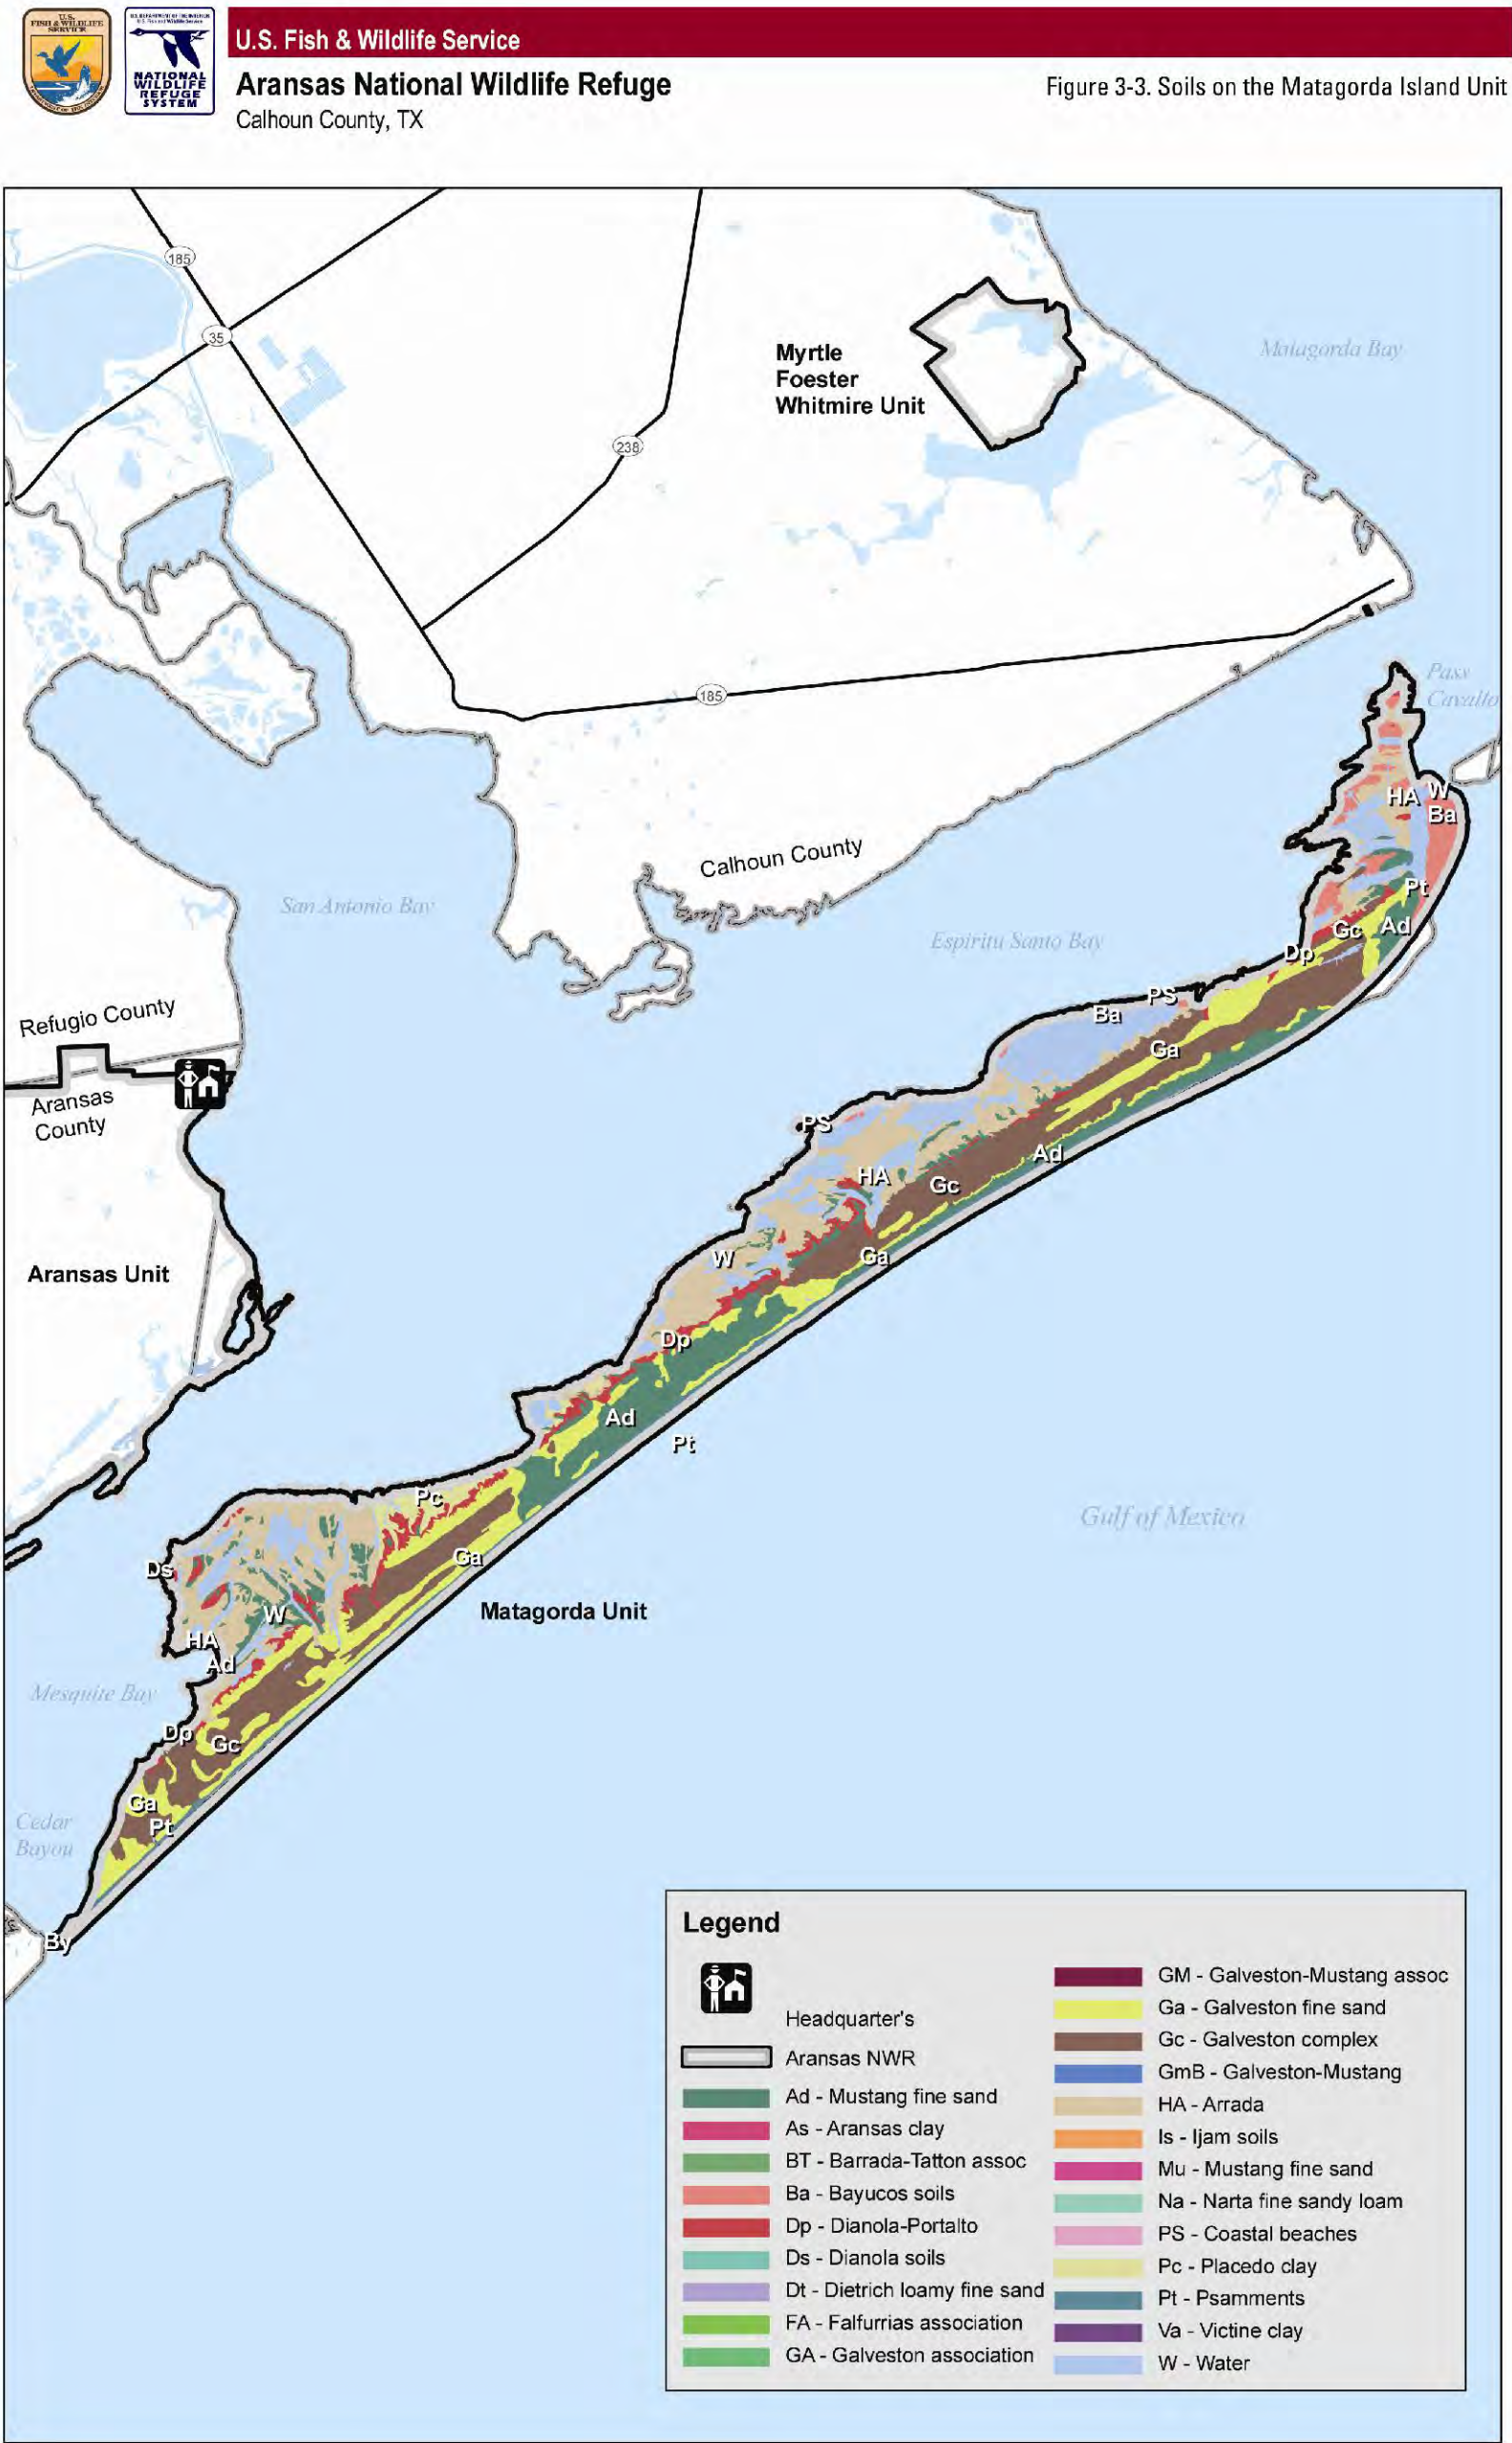 U.S.
FISH & WILDLIFE
SERVICE
NATIONAL
WILDLIFE
REFUGE
SYSTEM
U.S. Fish & Wildlife Service
Aransas National Wildlife Refuge
Calhoun County, TX
Figure 3-3. Soils on the Matagorda Island Unit
185
35
238
Myrtle
Foester
Whitmire Unit
Matagorda Bay
185
Pass
Cavallo
HA
W
Ba
Calhoun County
San Antonio Bay
Espiritu Santo Bay
Pt
Gc
Ad
Dp
PS
Ba
Ga
Refugio County
Aransas
County
PS
Ad
HA
Gc
Aransas Unit
W
Ga
Dp
Ad
Pt
Pc
Gulf of Mexico
Ga
Ds
Matagorda Unit
W
HA
Ad
Mesquite Bay
Dp
Gc
Ga
Cedar
Bayou
Pt
By
Legend
Headquarter's
Aransas NWR
Ad - Mustang fine sand
As - Aransas clay
BT - Barrada-Tatton assoc
Ba - Bayucos soils
Dp - Dianola-Portalto
Ds - Dianola soils
Dt - Dietrich loamy fine sand
FA - Falfurrias association
GA - Galveston association
GM - Galveston-Mustang assoc
Ga - Galveston fine sand
Gc - Galveston complex
GmB - Galveston-Mustang
HA - Arrada
Is - Ijam soils
Mu - Mustang fine sand
Na - Narta fine sandy loam
PS - Coastal beaches
Pc - Placedo clay
Pt - Psamments
Va - Victine clay
W - Water